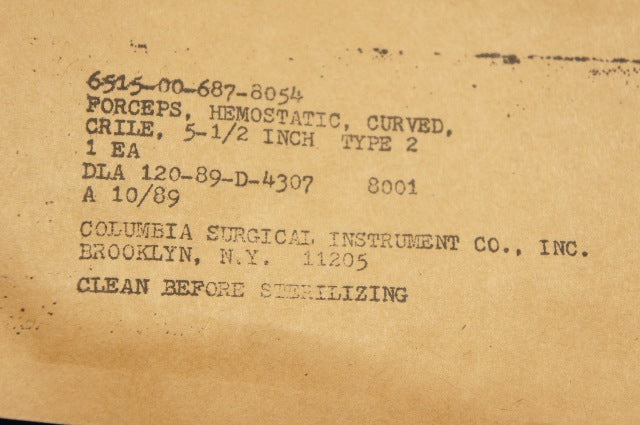 6515-00-687-8054
FORCEPS, HEMOSTATIC, CURVED,
CRILE, 5-1/2 INCH TYPE 2
1 EA
DLA 120-89-D-4307 8001
A 10/89
COLUMBIA SURGICAL INSTRUMENT CO., INC.
BROOKLYN, N.Y. 11205
CLEAN BEFORE STERILIZING